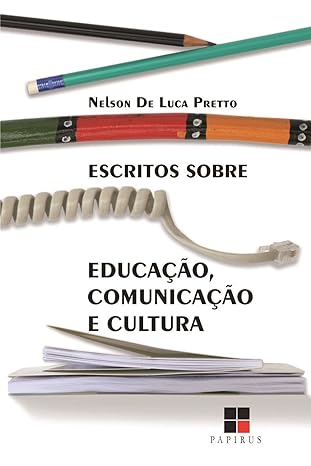 Nelson De Luca Pretto
ESCRITOS SOBRE
EDUCAÇÃO,
COMUNICAÇÃO
E CULTURA
PAPIRUS